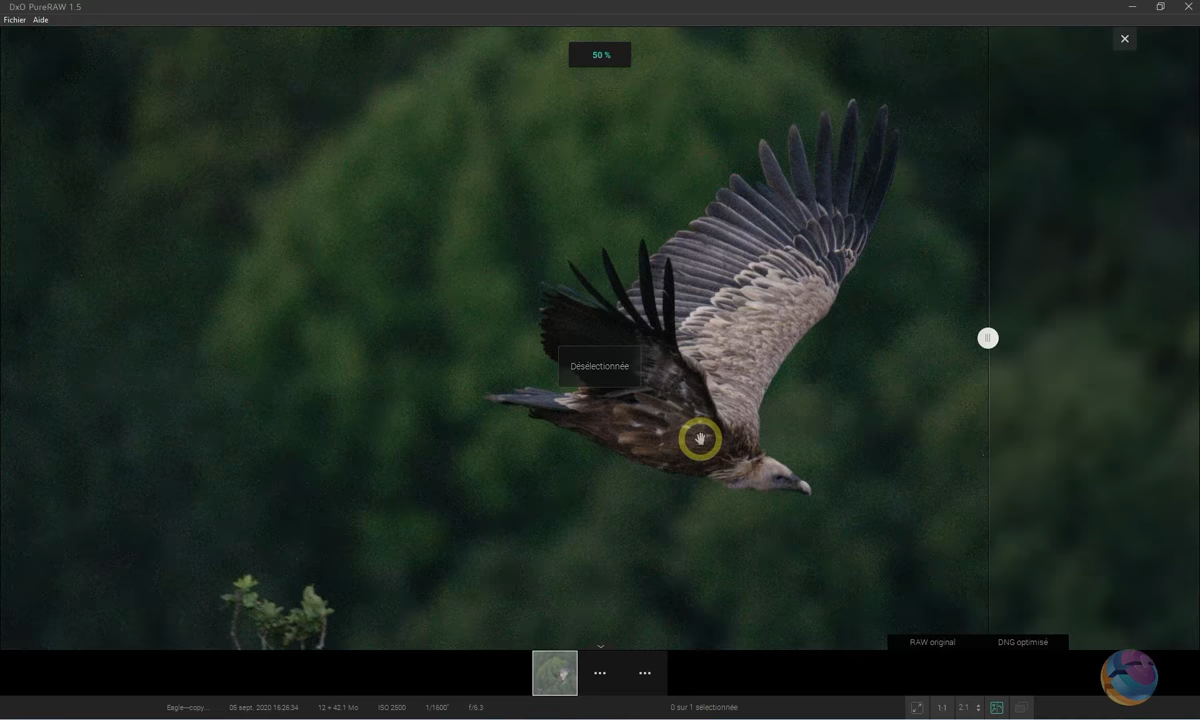 DxO PureRAW 1.5
Fichier Aide
50 %
Désélectionnée
RAW original DNG optimisé
Eagle—copy... 05 sept. 2020 16:26:34 12 + 42.1 Mo ISO 2500 1/1600" f/6.3 0 sur 1 sélectionnée 1:1 2:1